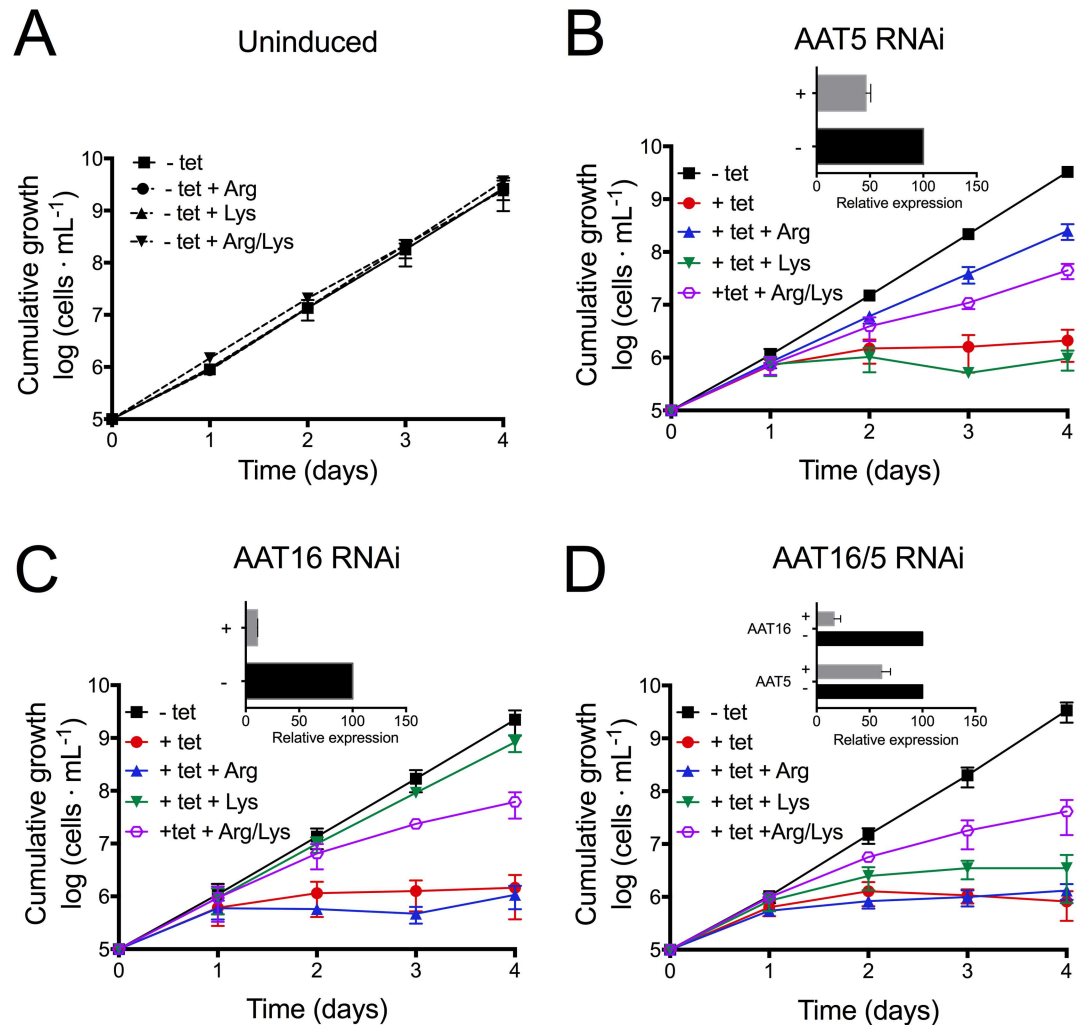 A
Uninduced
Cumulative growth
log (cells · mL-1)
10
9
8
7
6
5
- tet
- tet + Arg
- tet + Lys
- tet + Arg/Lys
0 1 2 3 4
Time (days)
B
AAT5 RNAi
+
-
0 50 100 150
Relative expression
Cumulative growth
log (cells · mL-1)
10
9
8
7
6
5
- tet
+ tet
+ tet + Arg
+ tet + Lys
+tet + Arg/Lys
0 1 2 3 4
Time (days)
C
AAT16 RNAi
+
-
0 50 100 150
Relative expression
Cumulative growth
log (cells · mL-1)
10
9
8
7
6
5
- tet
+ tet
+ tet + Arg
+ tet + Lys
+tet + Arg/Lys
0 1 2 3 4
Time (days)
D
AAT16/5 RNAi
AAT16
+
-
AAT5
+
-
0 50 100 150
Relative expression
Cumulative growth
log (cells · mL-1)
10
9
8
7
6
5
- tet
+ tet
+ tet + Arg
+ tet + Lys
+ tet +Arg/Lys
0 1 2 3 4
Time (days)